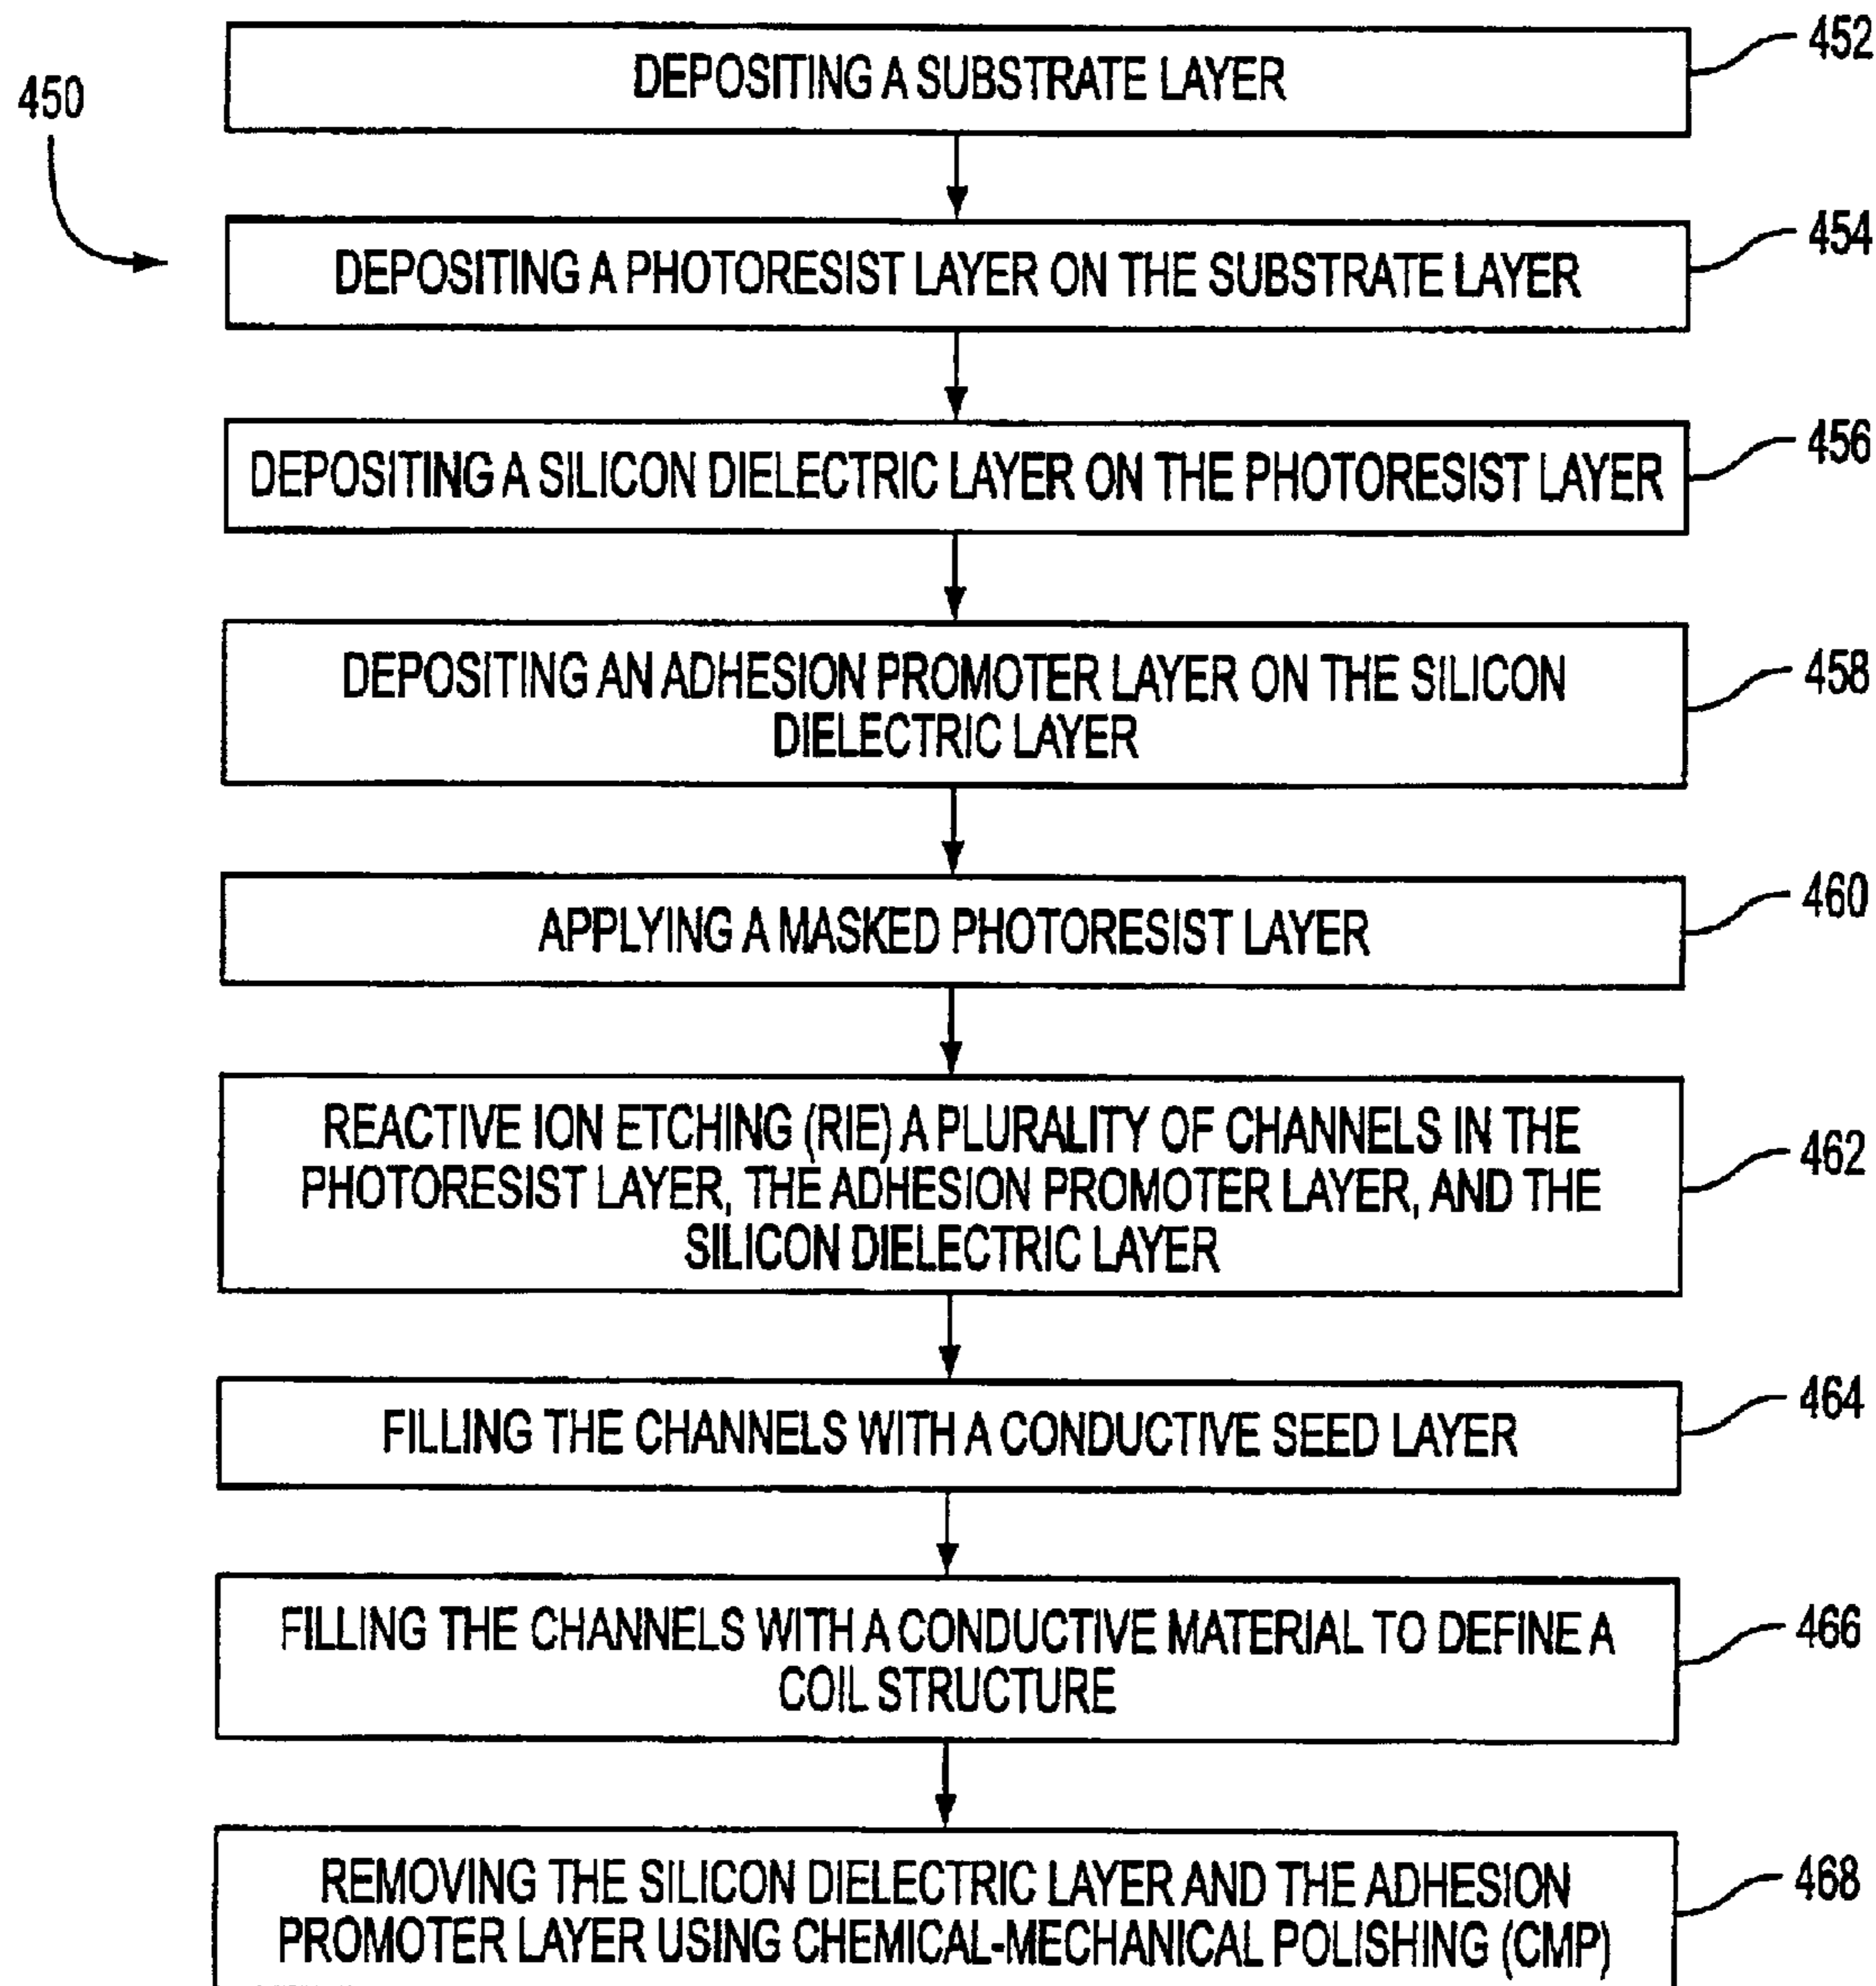 450
DEPOSITING A SUBSTRATE LAYER
452
DEPOSITING A PHOTORESIST LAYER ON THE SUBSTRATE LAYER
454
DEPOSITING A SILICON DIELECTRIC LAYER ON THE PHOTORESIST LAYER
456
DEPOSITING AN ADHESION PROMOTER LAYER ON THE SILICON
DIELECTRIC LAYER
458
APPLYING A MASKED PHOTORESIST LAYER
460
REACTIVE ION ETCHING (RIE) A PLURALITY OF CHANNELS IN THE
PHOTORESIST LAYER, THE ADHESION PROMOTER LAYER, AND THE
SILICON DIELECTRIC LAYER
462
FILLING THE CHANNELS WITH A CONDUCTIVE SEED LAYER
464
FILLING THE CHANNELS WITH A CONDUCTIVE MATERIAL TO DEFINE A
COIL STRUCTURE
466
REMOVING THE SILICON DIELECTRIC LAYER AND THE ADHESION
PROMOTER LAYER USING CHEMICAL-MECHANICAL POLISHING (CMP)
468